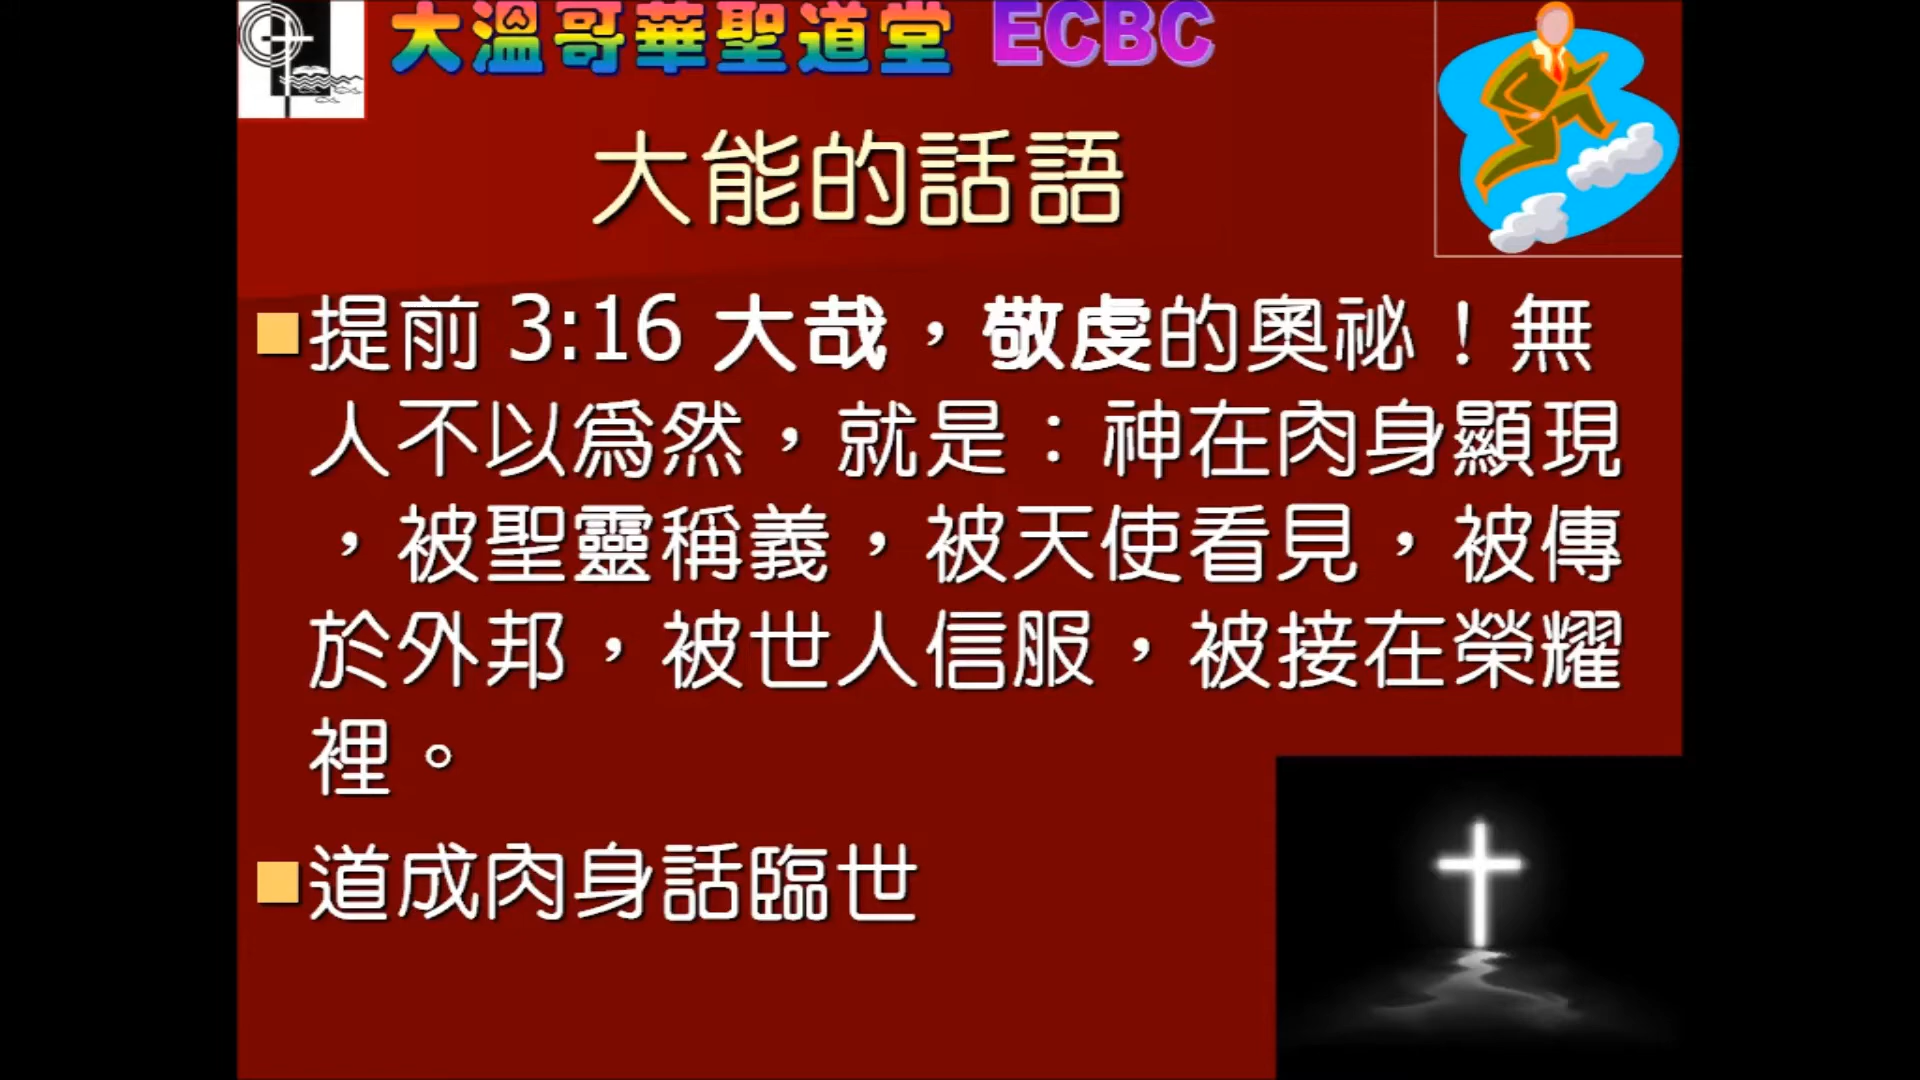 大溫哥華聖道堂 ECBC
大能的話語
提前 3:16 大哉，敬虔的奧祕！無
人不以爲然，就是：神在肉身顯現
，被聖靈稱義，被天使看見，被傳
於外邦，被世人信服，被接在榮耀
裡。
道成肉身話臨世